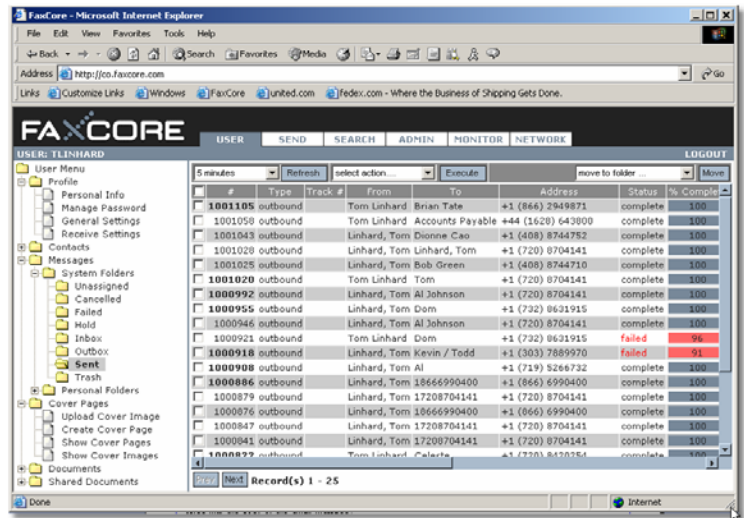 FaxCore - Microsoft Internet Explorer
File Edit View Favorites Tools Help
Back Search Favorites Media
Address http://co.faxcore.com Go
Links Customize Links Windows FaxCore united.com fedex.com - Where the Business of Shipping Gets Done.
FAXCORE
USER SEND SEARCH ADMIN MONITOR NETWORK
USER: TLINHARD LOGOUT
User Menu
Profile
Personal Info
Manage Password
General Settings
Receive Settings
Contacts
Messages
System Folders
Unassigned
Cancelled
Failed
Hold
Inbox
Outbox
Sent
Trash
Personal Folders
Cover Pages
Upload Cover Image
Create Cover Page
Show Cover Pages
Show Cover Images
Documents
Shared Documents
5 minutes Refresh select action.... Execute move to folder ... Move
# Type Track # From To Address Status % Comple
1001105 outbound Tom Linhard Brian Tate +1 (866) 2949871 complete 100
1001058 outbound Tom Linhard Accounts Payable +44 (1628) 643800 complete 100
1001043 outbound Linhard, Tom Dionne Cao +1 (408) 8744752 complete 100
1001028 outbound Linhard, Tom Linhard, Tom +1 (720) 8704141 complete 100
1001025 outbound Linhard, Tom Bob Green +1 (408) 8744710 complete 100
1001020 outbound Tom Linhard Tom +1 (720) 8704141 complete 100
1000992 outbound Linhard, Tom Al Johnson +1 (720) 8704141 complete 100
1000955 outbound Linhard, Tom Dom +1 (732) 8631915 complete 100
1000946 outbound Linhard, Tom Al Johnson +1 (720) 8704141 complete 100
1000921 outbound Tom Linhard Dom +1 (732) 8631915 failed 96
1000918 outbound Linhard, Tom Kevin / Todd +1 (303) 7889970 failed 91
1000908 outbound Linhard, Tom Al +1 (719) 5266732 complete 100
1000886 outbound Linhard, Tom 18666990400 +1 (866) 6990400 complete 100
1000879 outbound Linhard, Tom 17208704141 +1 (720) 8704141 complete 100
1000876 outbound Linhard, Tom 18666990400 +1 (866) 6990400 complete 100
1000847 outbound Linhard, Tom 17208704141 +1 (720) 8704141 complete 100
1000841 outbound Linhard, Tom 17208704141 +1 (720) 8704141 complete 100
1000822 outbound Tom Linhard Celeste +1 (720) 8420254 complete 100
Prev Next Record(s) 1 - 25
Done Internet